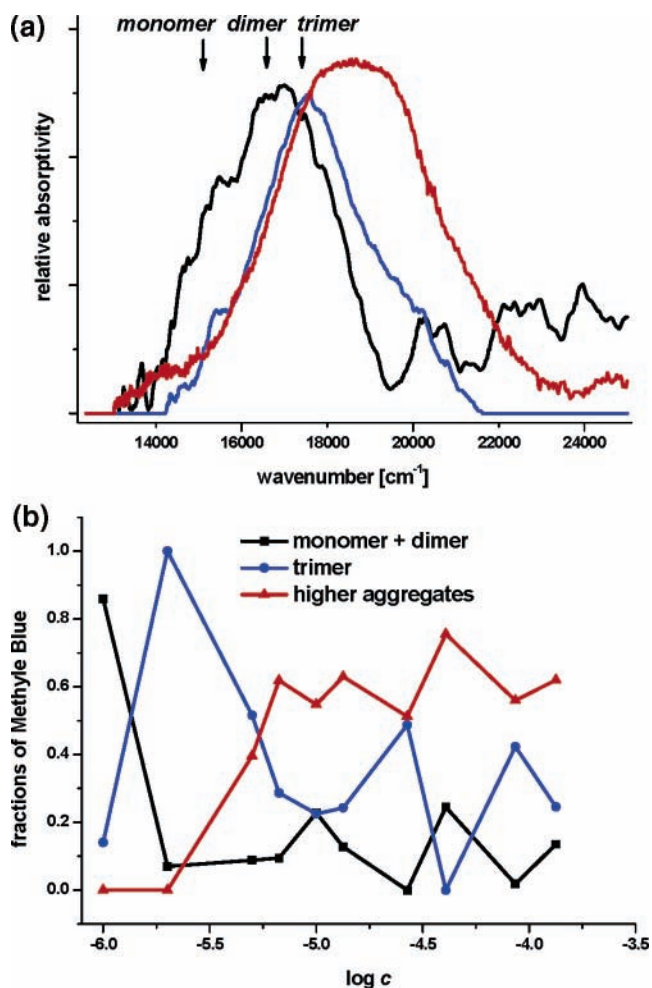 (a)
monomer dimer trimer
relative absorptivity
14000 16000 18000 20000 22000 24000
wavenumber [cm⁻¹]
(b)
monomer + dimer
trimer
higher aggregates
fractions of Methyle Blue
1.0
0.8
0.6
0.4
0.2
0.0
-6.0 -5.5 -5.0 -4.5 -4.0 -3.5
log c